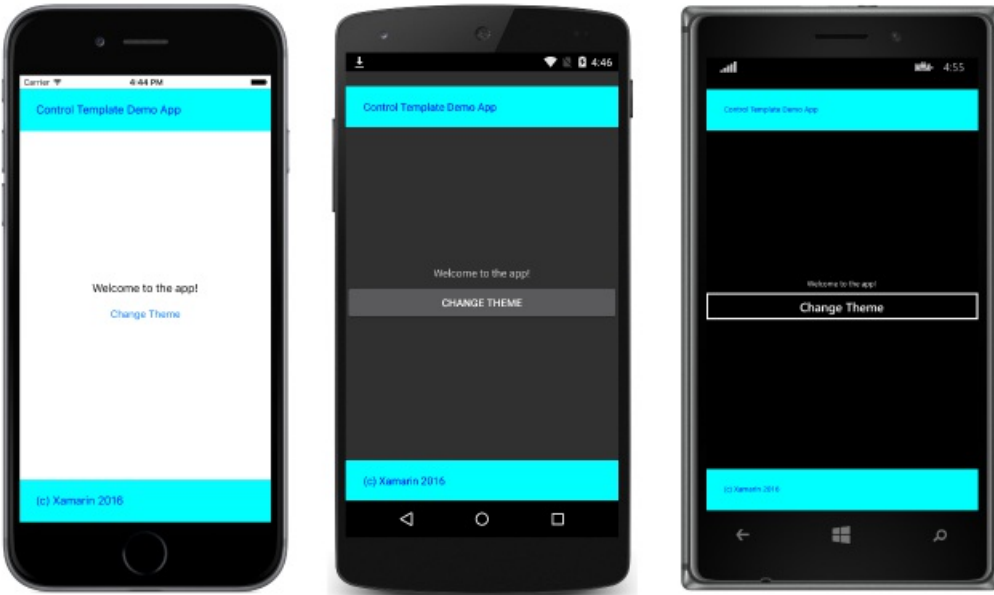 Carrier 4:44 PM
Control Template Demo App
Welcome to the app!
Change Theme
(c) Xamarin 2016
4:46
Control Template Demo App
Welcome to the app!
CHANGE THEME
(c) Xamarin 2016
4:55
Control Template Demo App
Welcome to the app!
Change Theme
(c) Xamarin 2016